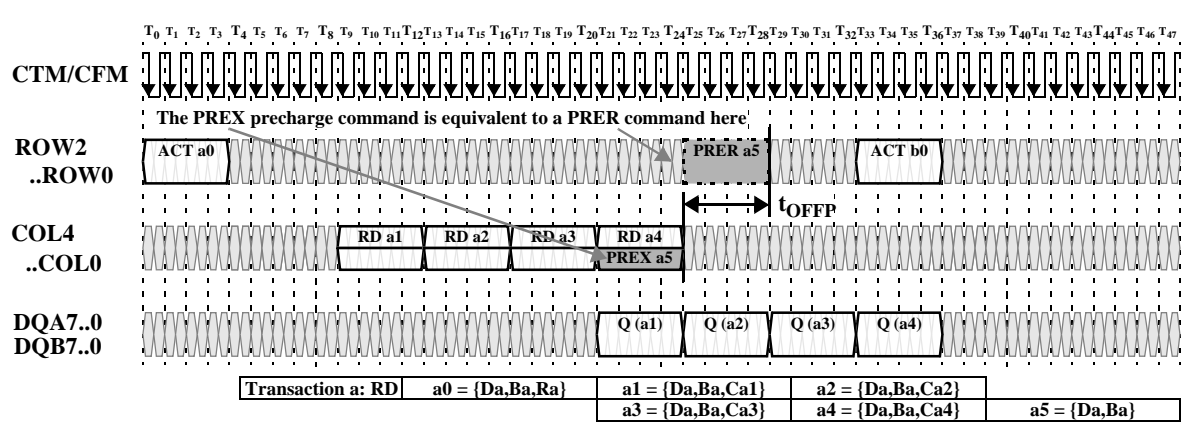 T0 T1 T2 T3 T4 T5 T6 T7 T8 T9 T10 T11 T12 T13 T14 T15 T16 T17 T18 T19 T20 T21 T22 T23 T24 T25 T26 T27 T28 T29 T30 T31 T32 T33 T34 T35 T36 T37 T38 T39 T40 T41 T42 T43 T44 T45 T46 T47
CTM/CFM
The PREX precharge command is equivalent to a PRER command here
ROW2 ACT a0 PRER a5 ACT b0
..ROW0
tOFFP
COL4 RD a1 RD a2 RD a3 RD a4
..COL0 PREX a5
DQA7..0 Q (a1) Q (a2) Q (a3) Q (a4)
DQB7..0
Transaction a: RD a0 = {Da,Ba,Ra} a1 = {Da,Ba,Ca1} a2 = {Da,Ba,Ca2}
a3 = {Da,Ba,Ca3} a4 = {Da,Ba,Ca4} a5 = {Da,Ba}